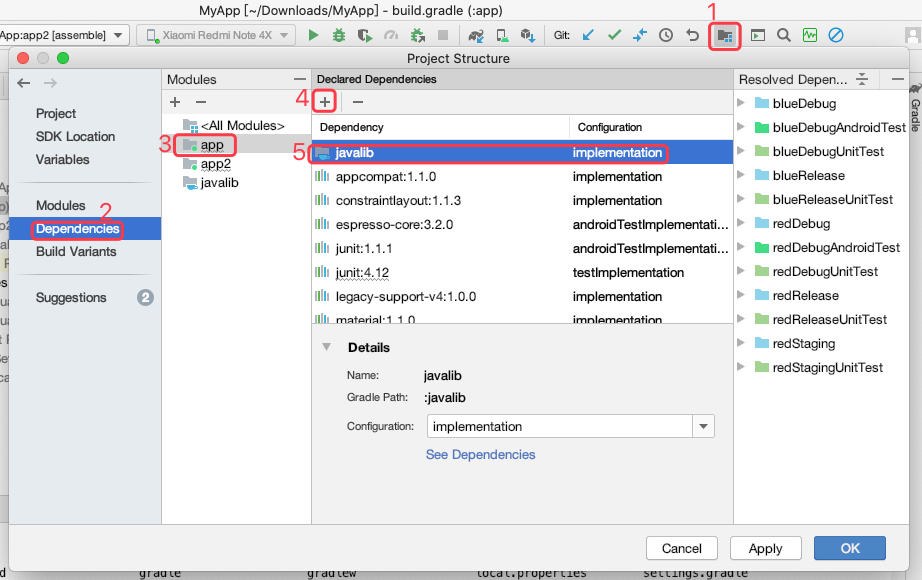 MyApp [~/Downloads/MyApp] - build.gradle (:app)
1
App:app2 [assemble]
Xiaomi Redmi Note 4X
Git:
Project Structure
Modules
Declared Dependencies
Resolved Depen...
Gradle
Project
SDK Location
Variables
Modules
2
Dependencies
Build Variants
Suggestions
2
<All Modules>
3
app
app2
javalib
4
Dependency
Configuration
5
javalib
implementation
appcompat:1.1.0
implementation
constraintlayout:1.1.3
implementation
espresso-core:3.2.0
androidTestImplementati...
junit:1.1.1
androidTestImplementati...
junit:4.12
testImplementation
legacy-support-v4:1.0.0
implementation
material:1.1.0
implementation
Details
Name:
javalib
Gradle Path:
:javalib
Configuration:
implementation
See Dependencies
blueDebug
blueDebugAndroidTest
blueDebugUnitTest
blueRelease
blueReleaseUnitTest
redDebug
redDebugAndroidTest
redDebugUnitTest
redRelease
redReleaseUnitTest
redStaging
redStagingUnitTest
Cancel
Apply
OK
gradle
gradlew
local.properties
settings.gradle